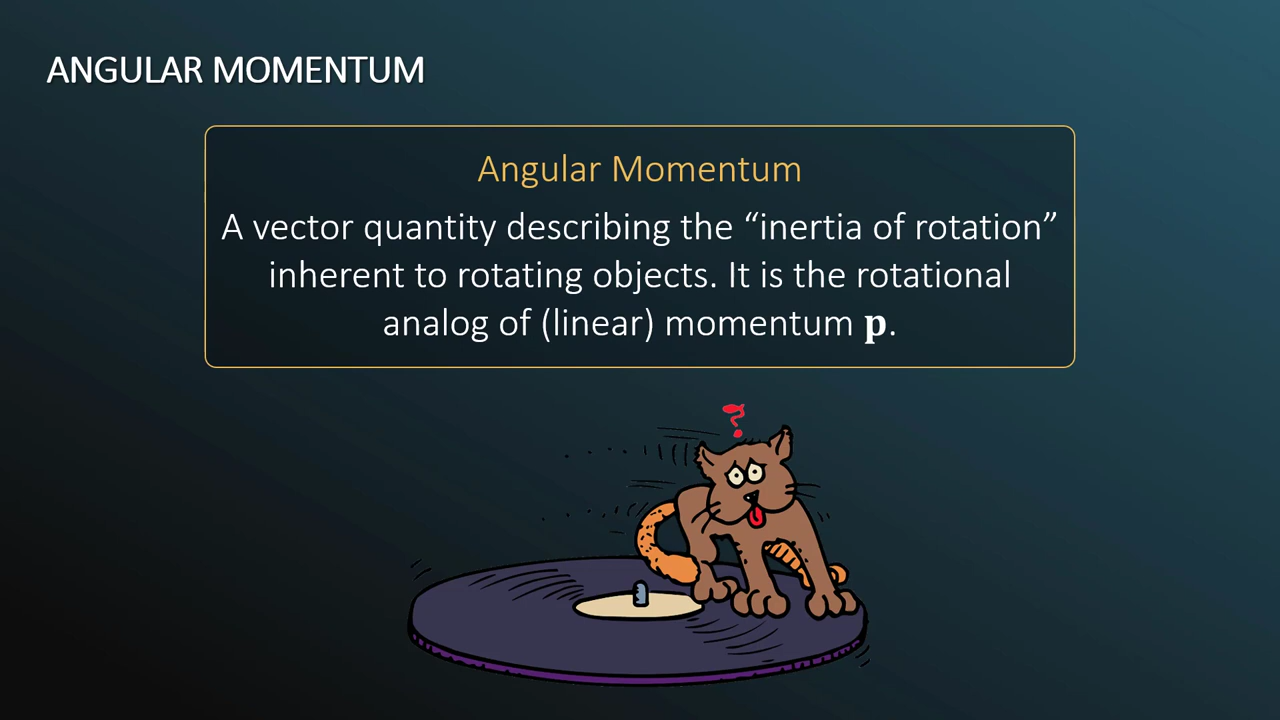 ANGULAR MOMENTUM
Angular Momentum
A vector quantity describing the “inertia of rotation”
inherent to rotating objects. It is the rotational
analog of (linear) momentum p.
?